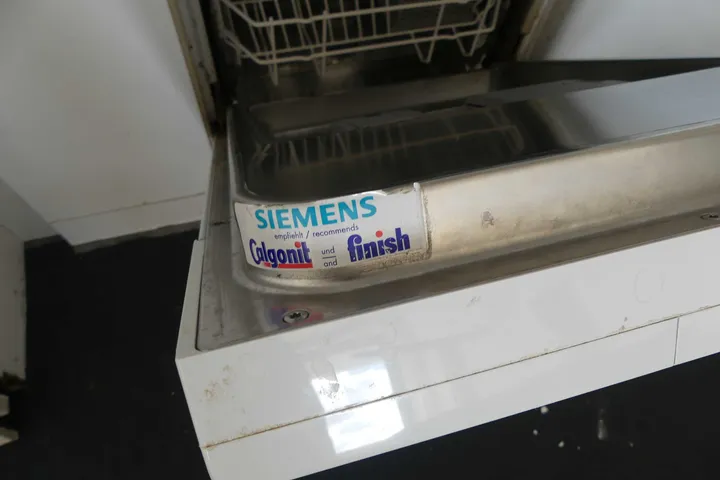 SIEMENS
empfiehlt / recommends
Calgonit und finish
and